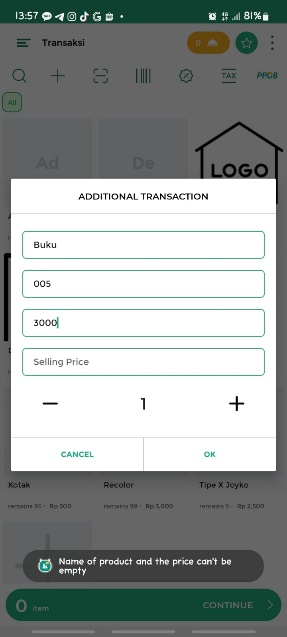 13:57
81%
Transaksi
0
TAX
PPOB
All
Ad
De
LOGO
ADDITIONAL TRANSACTION
Buku
005
3000
Selling Price
1
CANCEL
OK
Kotak
Recolor
Tipe X Joyko
remains 95 - Rp 500
remains 99 - Rp 3,000
remains 5 - Rp 2,500
Name of product and the price can't be
empty
0 item
CONTINUE